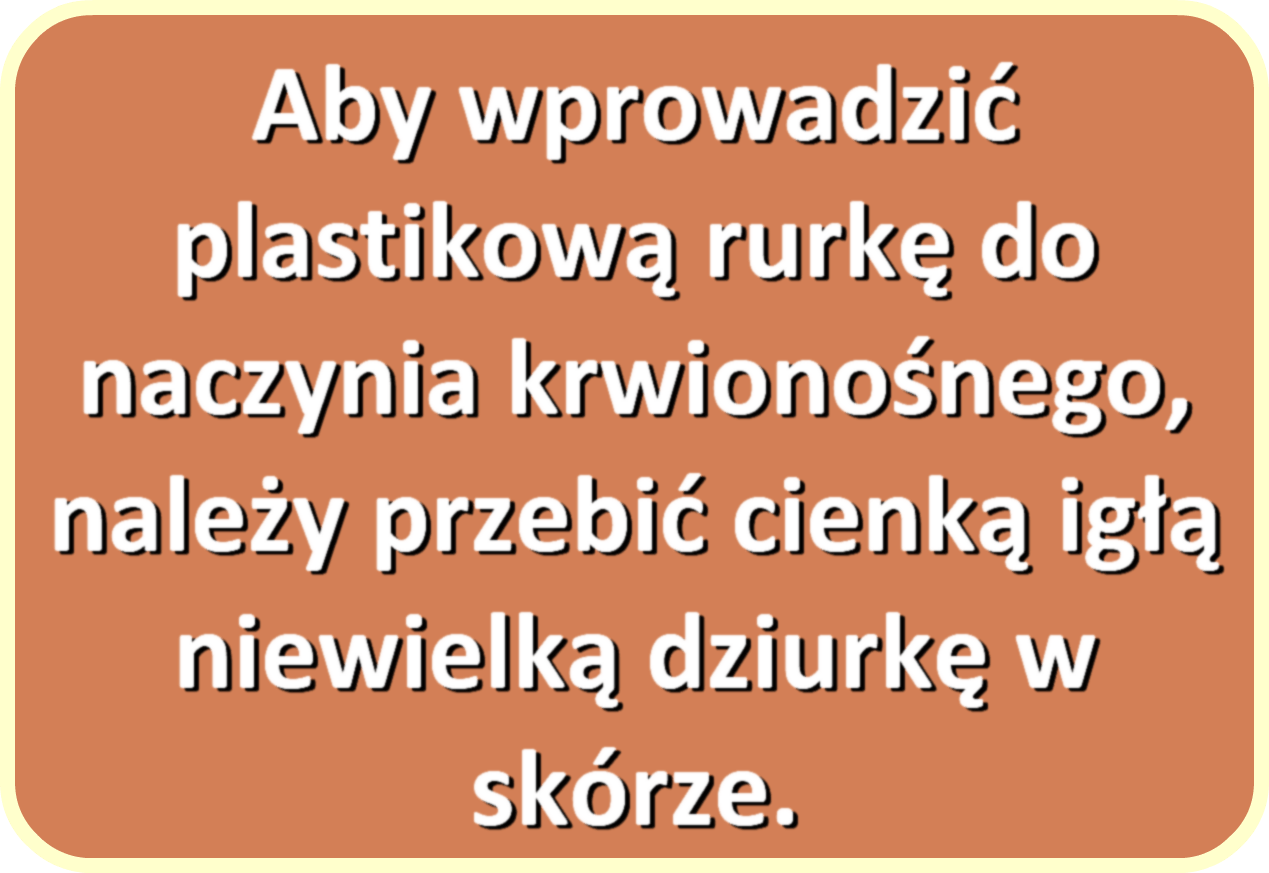 Aby wprowadzić
plastikową rurkę do
naczynia krwionośnego,
należy przebić cienką igłą
niewielką dziurkę w
skórze.